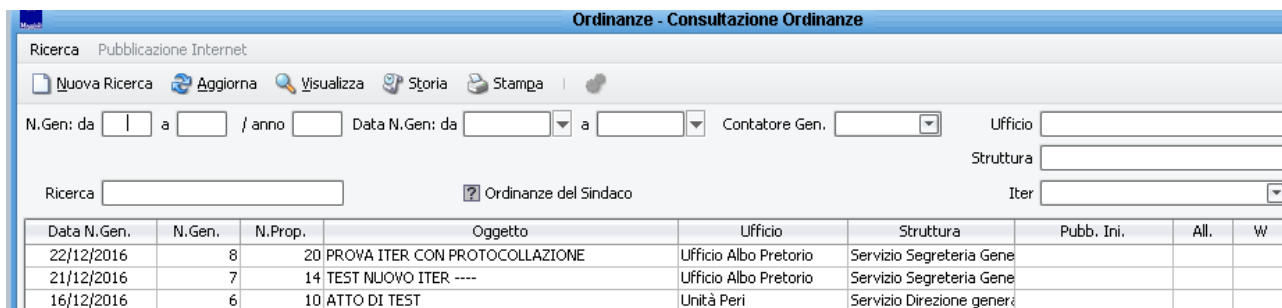 Ordinanze - Consultazione Ordinanze
Ricerca Pubblicazione Internet
Nuova Ricerca Aggiorna Visualizza Storia Stampa
N.Gen: da a / anno Data N.Gen: da a Contatore Gen. Ufficio
Struttura
Ricerca ? Ordinanze del Sindaco Iter
Data N.Gen. N.Gen. N.Prop. Oggetto Ufficio Struttura Pubb. Ini. All. W
22/12/2016 8 20 PROVA ITER CON PROTOCOLLAZIONE Ufficio Albo Pretorio Servizio Segreteria Gene
21/12/2016 7 14 TEST NUOVO ITER ---- Ufficio Albo Pretorio Servizio Segreteria Gene
16/12/2016 6 10 ATTO DI TEST Unità Peri Servizio Direzione genera